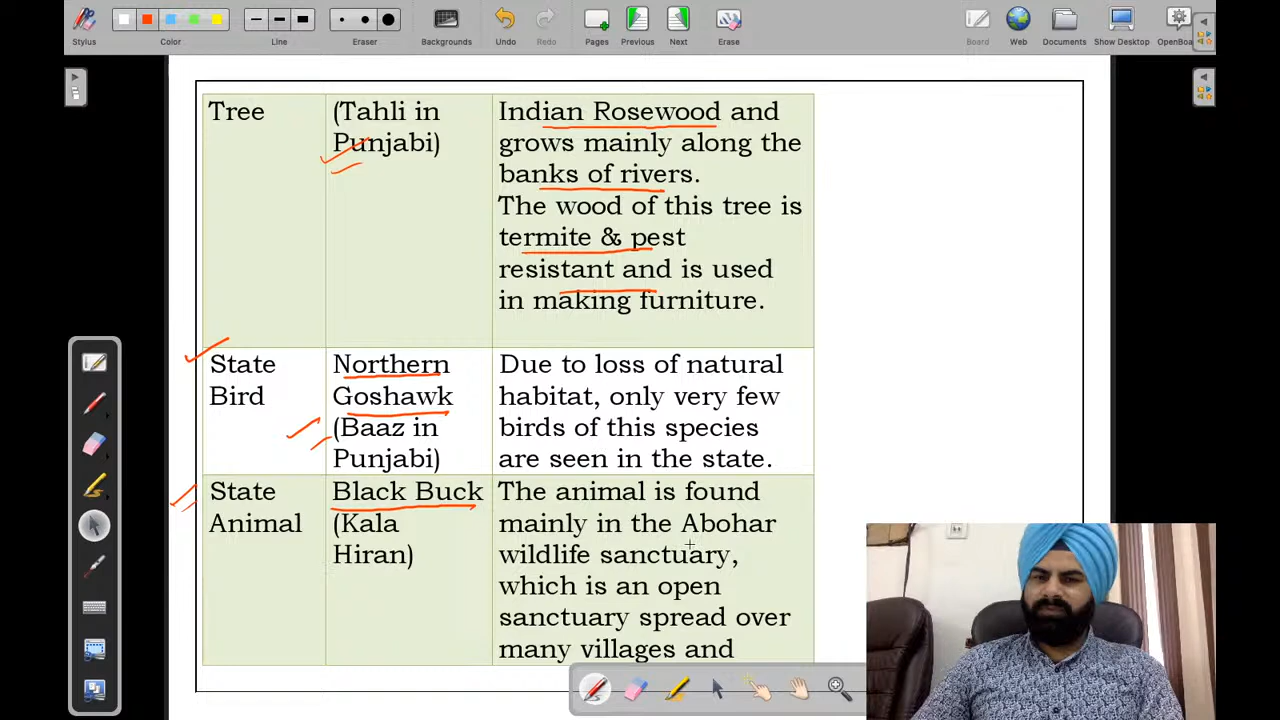 Stylus
Color
Line
Eraser
Backgrounds
Undo
Redo
Pages
Previous
Next
Erase
Board
Web
Documents
Show Desktop
OpenBoa
Tree
(Tahli in
Punjabi)
Indian Rosewood and
grows mainly along the
banks of rivers.
The wood of this tree is
termite & pest
resistant and is used
in making furniture.
State
Bird
Northern
Goshawk
(Baaz in
Punjabi)
Due to loss of natural
habitat, only very few
birds of this species
are seen in the state.
State
Animal
Black Buck
(Kala
Hiran)
The animal is found
mainly in the Abohar
wildlife sanctuary,
which is an open
sanctuary spread over
many villages and